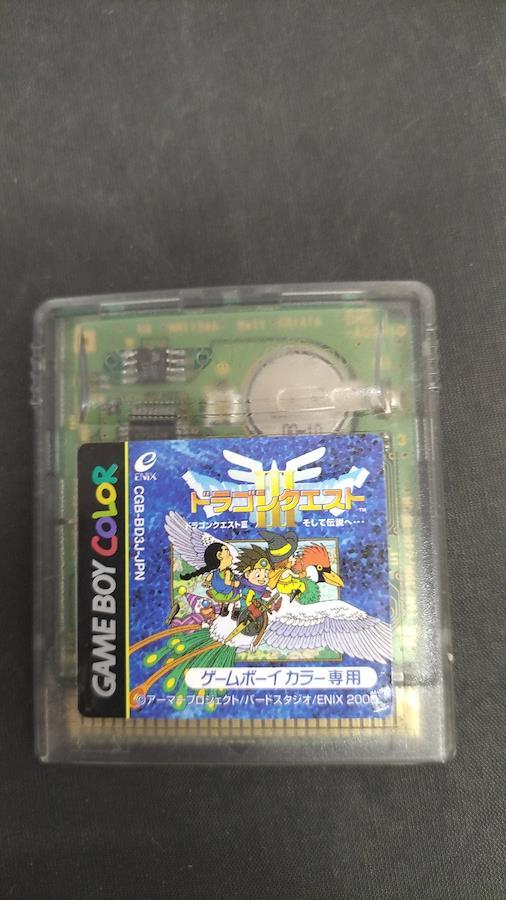 GAME BOY COLOR
CGB-BD3J-JPN
ENIX
ドラゴンクエスト
III
TM
ドラゴンクエストIII そして伝説へ…
ゲームボイ カラー専用
©アーマープロジェクト/バードスタジオ/ENIX 2000